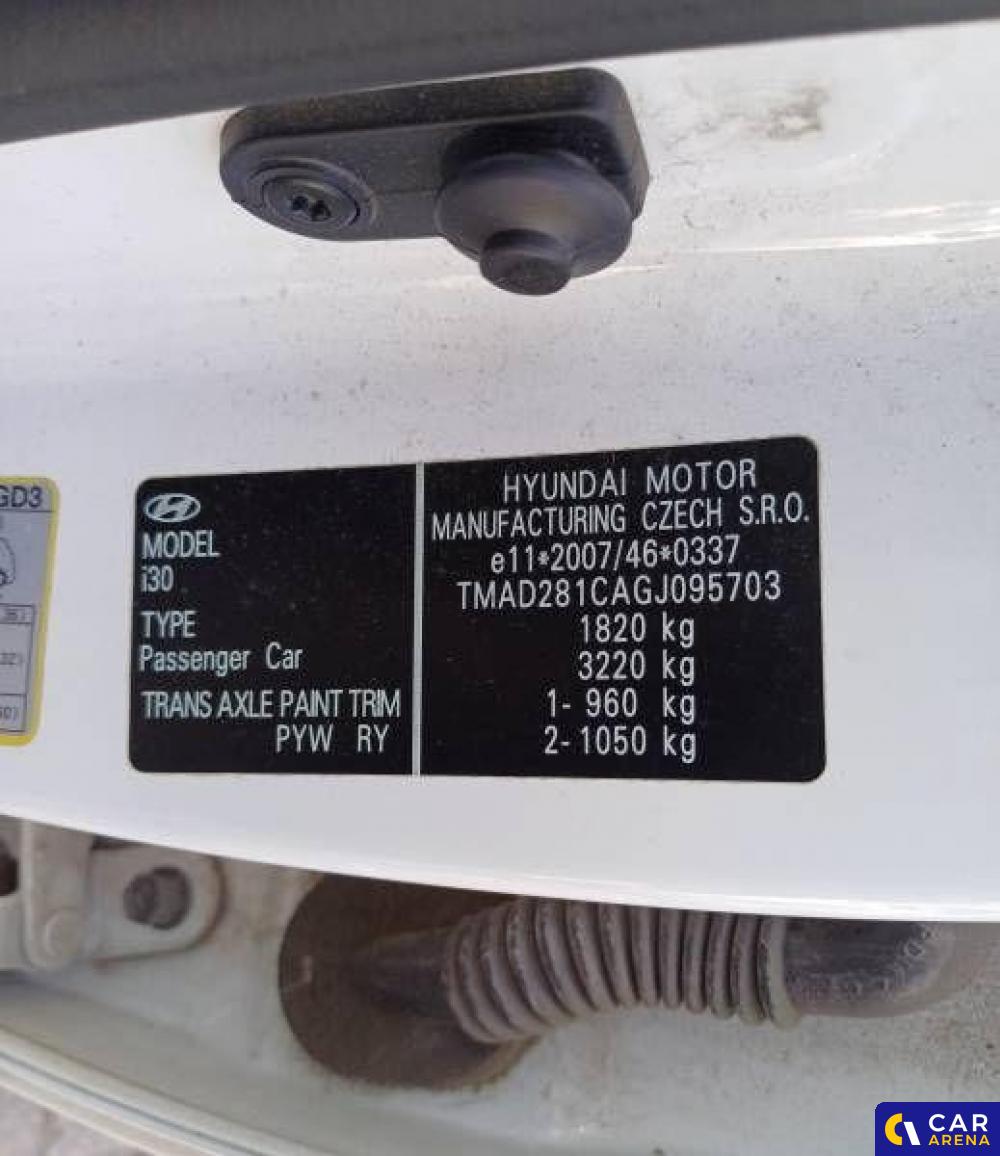 GD3
MODEL
i30
TYPE
Passenger Car
TRANS AXLE PAINT TRIM
PYW RY
HYUNDAI MOTOR
MANUFACTURING CZECH S.R.O.
e11*2007/46*0337
TMAD281CAGJ095703
1820 kg
3220 kg
1- 960 kg
2- 1050 kg
CAR
ARENA